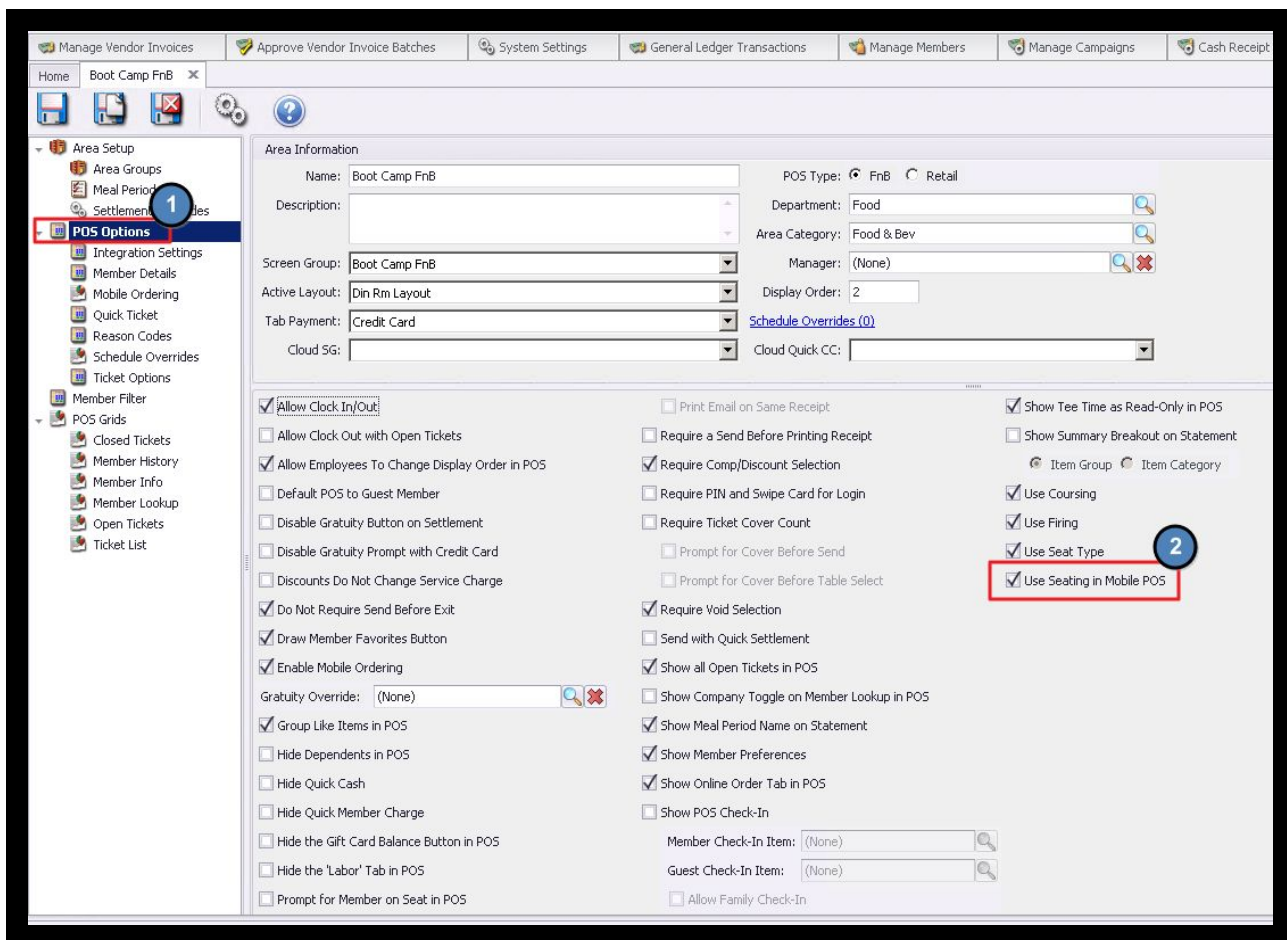 Manage Vendor Invoices Approve Vendor Invoice Batches System Settings General Ledger Transactions Manage Members Manage Campaigns Cash Receipt
Home Boot Camp FnB
Area Setup
Area Groups
Meal Period
Settlement des
1
POS Options
Integration Settings
Member Details
Mobile Ordering
Quick Ticket
Reason Codes
Schedule Overrides
Ticket Options
Member Filter
POS Grids
Closed Tickets
Member History
Member Info
Member Lookup
Open Tickets
Ticket List
Area Information
Name: Boot Camp FnB POS Type: FnB Retail
Description: Department: Food
Area Category: Food & Bev
Screen Group: Boot Camp FnB Manager: (None)
Active Layout: Din Rm Layout Display Order: 2
Tab Payment: Credit Card Schedule Overrides (0)
Cloud SG: Cloud Quick CC:
Allow Clock In/Out
Allow Clock Out with Open Tickets
Allow Employees To Change Display Order in POS
Default POS to Guest Member
Disable Gratuity Button on Settlement
Disable Gratuity Prompt with Credit Card
Discounts Do Not Change Service Charge
Do Not Require Send Before Exit
Draw Member Favorites Button
Enable Mobile Ordering
Gratuity Override: (None)
Group Like Items in POS
Hide Dependents in POS
Hide Quick Cash
Hide Quick Member Charge
Hide the Gift Card Balance Button in POS
Hide the 'Labor' Tab in POS
Prompt for Member on Seat in POS
Print Email on Same Receipt
Require a Send Before Printing Receipt
Require Comp/Discount Selection
Require PIN and Swipe Card for Login
Require Ticket Cover Count
Prompt for Cover Before Send
Prompt for Cover Before Table Select
Require Void Selection
Send with Quick Settlement
Show all Open Tickets in POS
Show Company Toggle on Member Lookup in POS
Show Meal Period Name on Statement
Show Member Preferences
Show Online Order Tab in POS
Show POS Check-In
Member Check-In Item: (None)
Guest Check-In Item: (None)
Allow Family Check-In
Show Tee Time as Read-Only in POS
Show Summary Breakout on Statement
Item Group Item Category
Use Coursing
Use Firing
Use Seat Type
2
Use Seating in Mobile POS